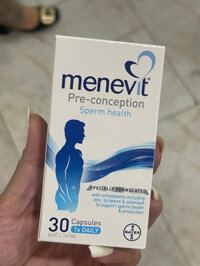 menevit
Pre-conception
Sperm health
SPECIALLY FORMULATED
with antioxidants including
zinc, lycopene & selenium
to support sperm health
& production
30 Capsules
1x DAILY
BAYER